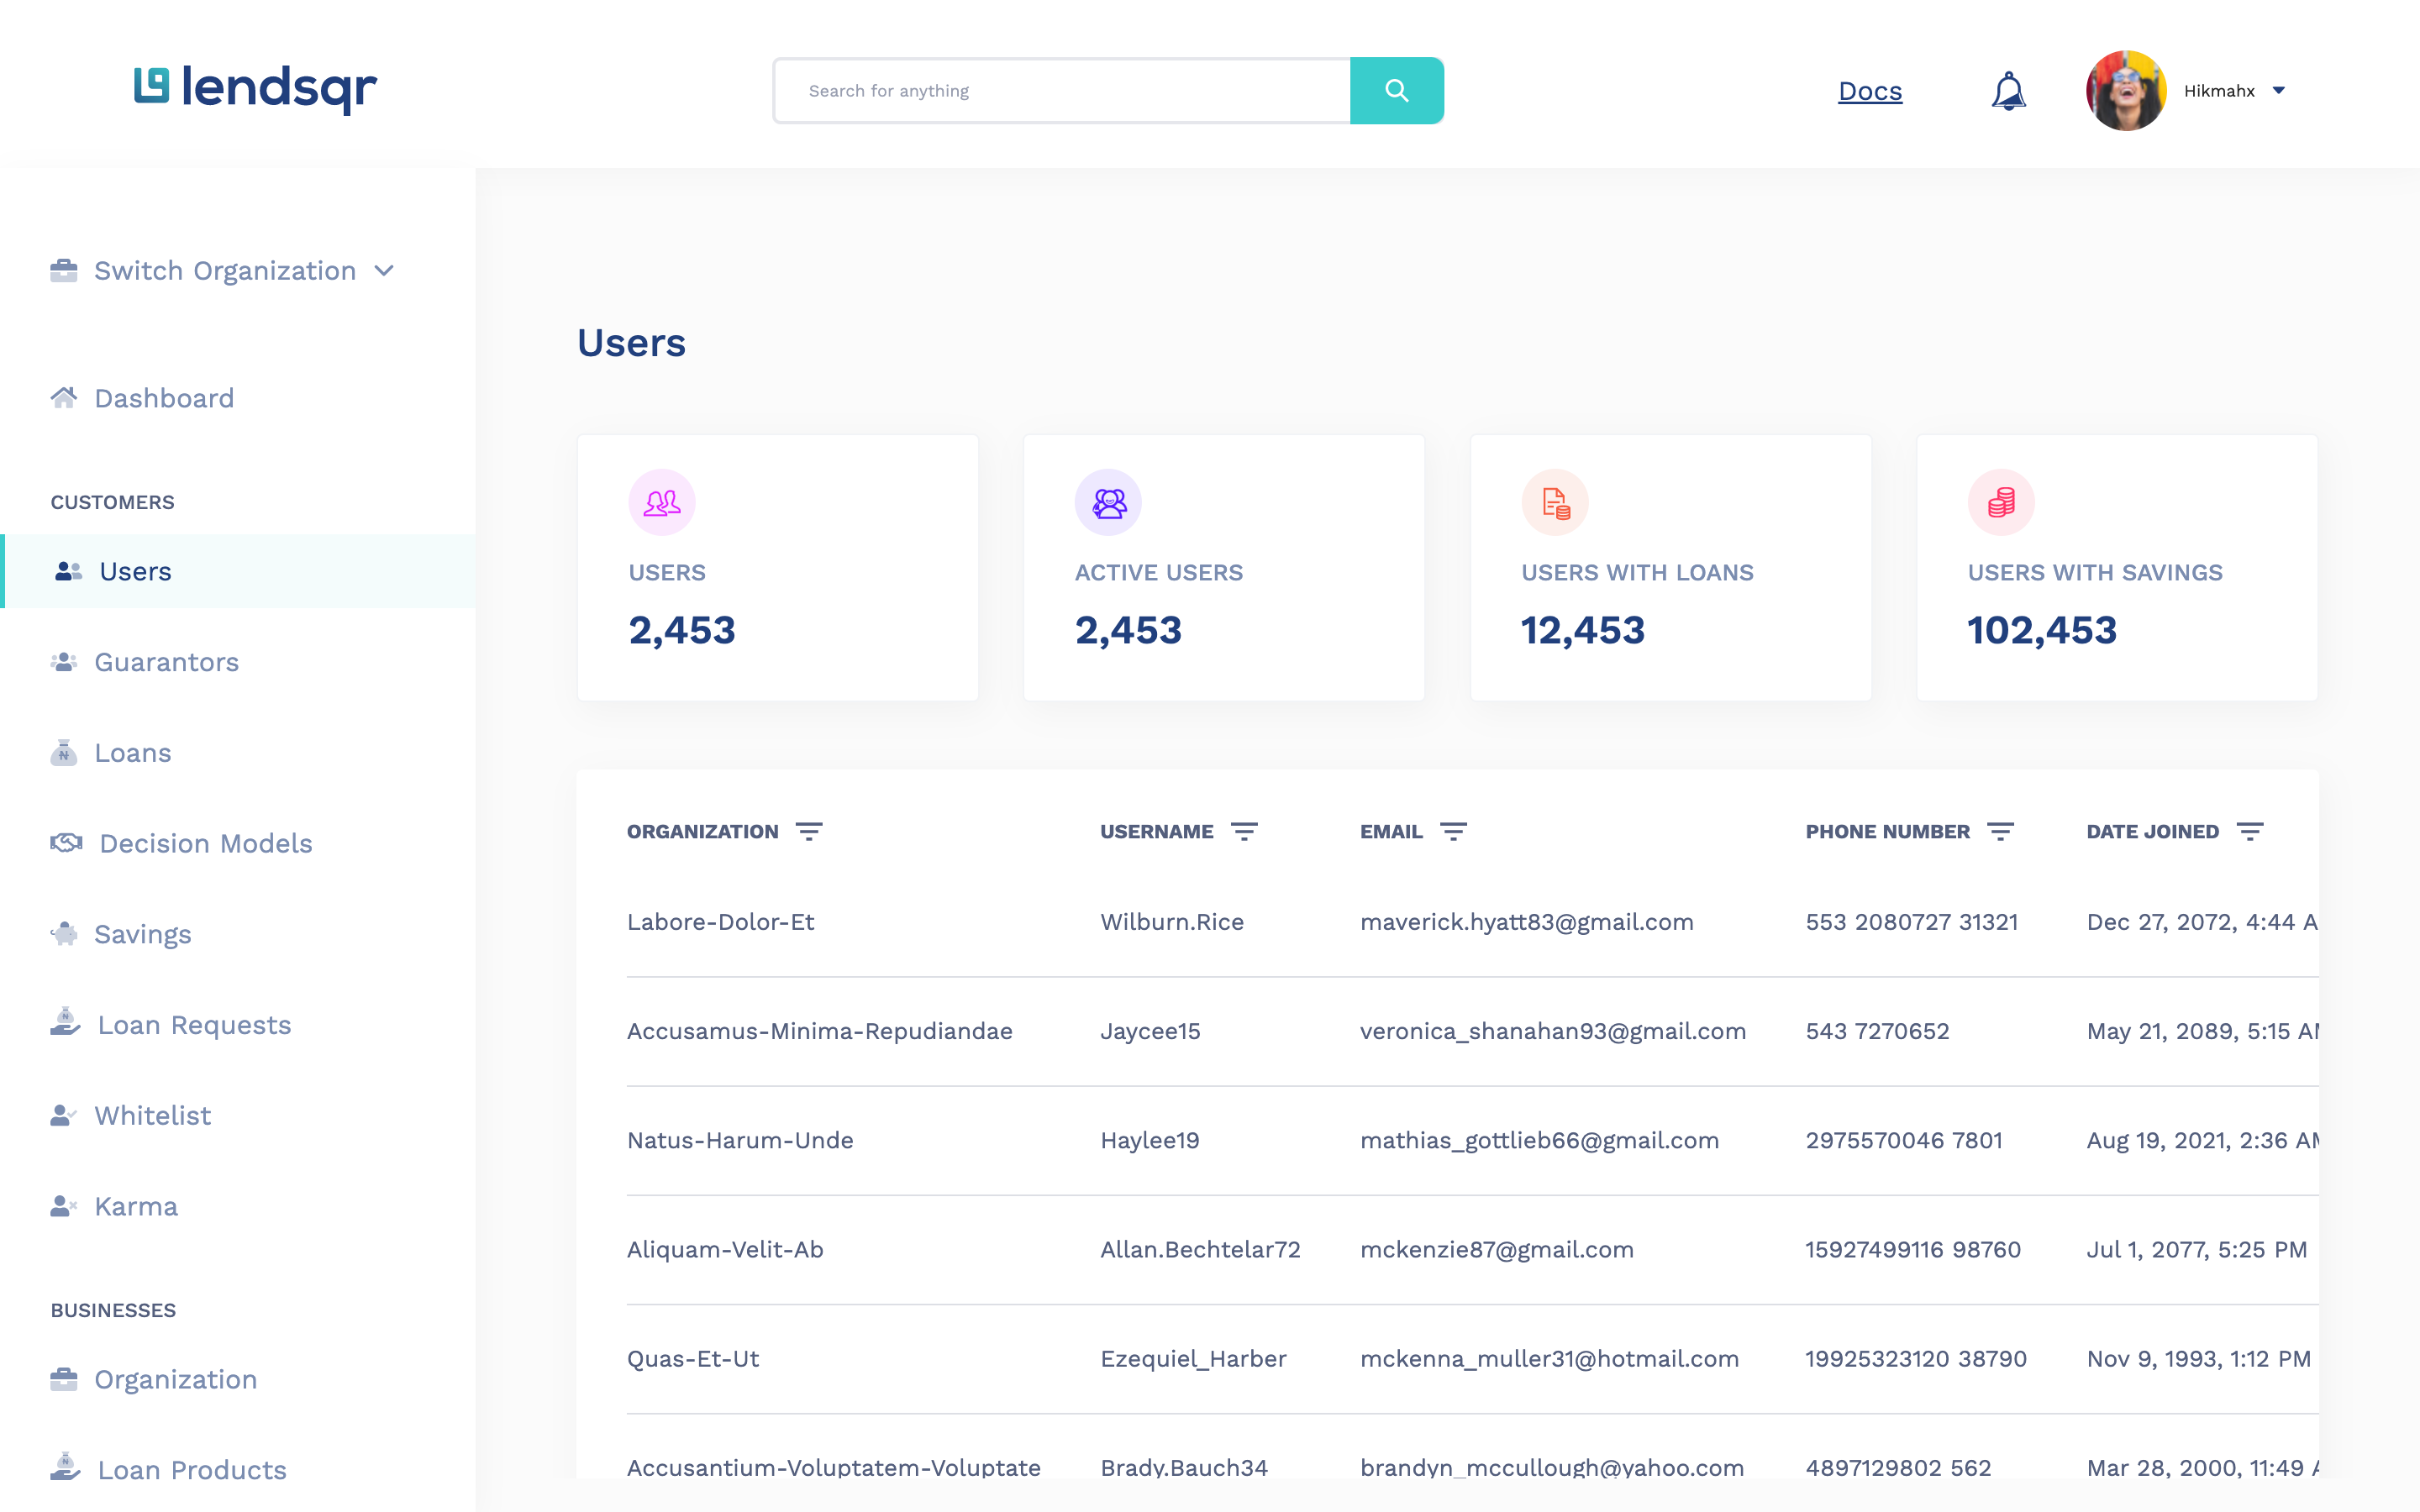 lendsqr
Search for anything
Docs
Hikmahx
Switch Organization
Dashboard
CUSTOMERS
Users
Guarantors
Loans
Decision Models
Savings
Loan Requests
Whitelist
Karma
BUSINESSES
Organization
Loan Products
Users
USERS
2,453
ACTIVE USERS
2,453
USERS WITH LOANS
12,453
USERS WITH SAVINGS
102,453
ORGANIZATION USERNAME EMAIL PHONE NUMBER DATE JOINED
Labore-Dolor-Et Wilburn.Rice maverick.hyatt83@gmail.com 553 2080727 31321 Dec 27, 2072, 4:44 A
Accusamus-Minima-Repudiandae Jaycee15 veronica_shanahan93@gmail.com 543 7270652 May 21, 2089, 5:15 AM
Natus-Harum-Unde Haylee19 mathias_gottlieb66@gmail.com 2975570046 7801 Aug 19, 2021, 2:36 AM
Aliquam-Velit-Ab Allan.Bechtelar72 mckenzie87@gmail.com 15927499116 98760 Jul 1, 2077, 5:25 PM
Quas-Et-Ut Ezequiel_Harber mckenna_muller31@hotmail.com 19925323120 38790 Nov 9, 1993, 1:12 PM
Accusantium-Voluptatem-Voluptate Brady.Bauch34 brandyn_mccullough@yahoo.com 4897129802 562 Mar 28, 2000, 11:49 A